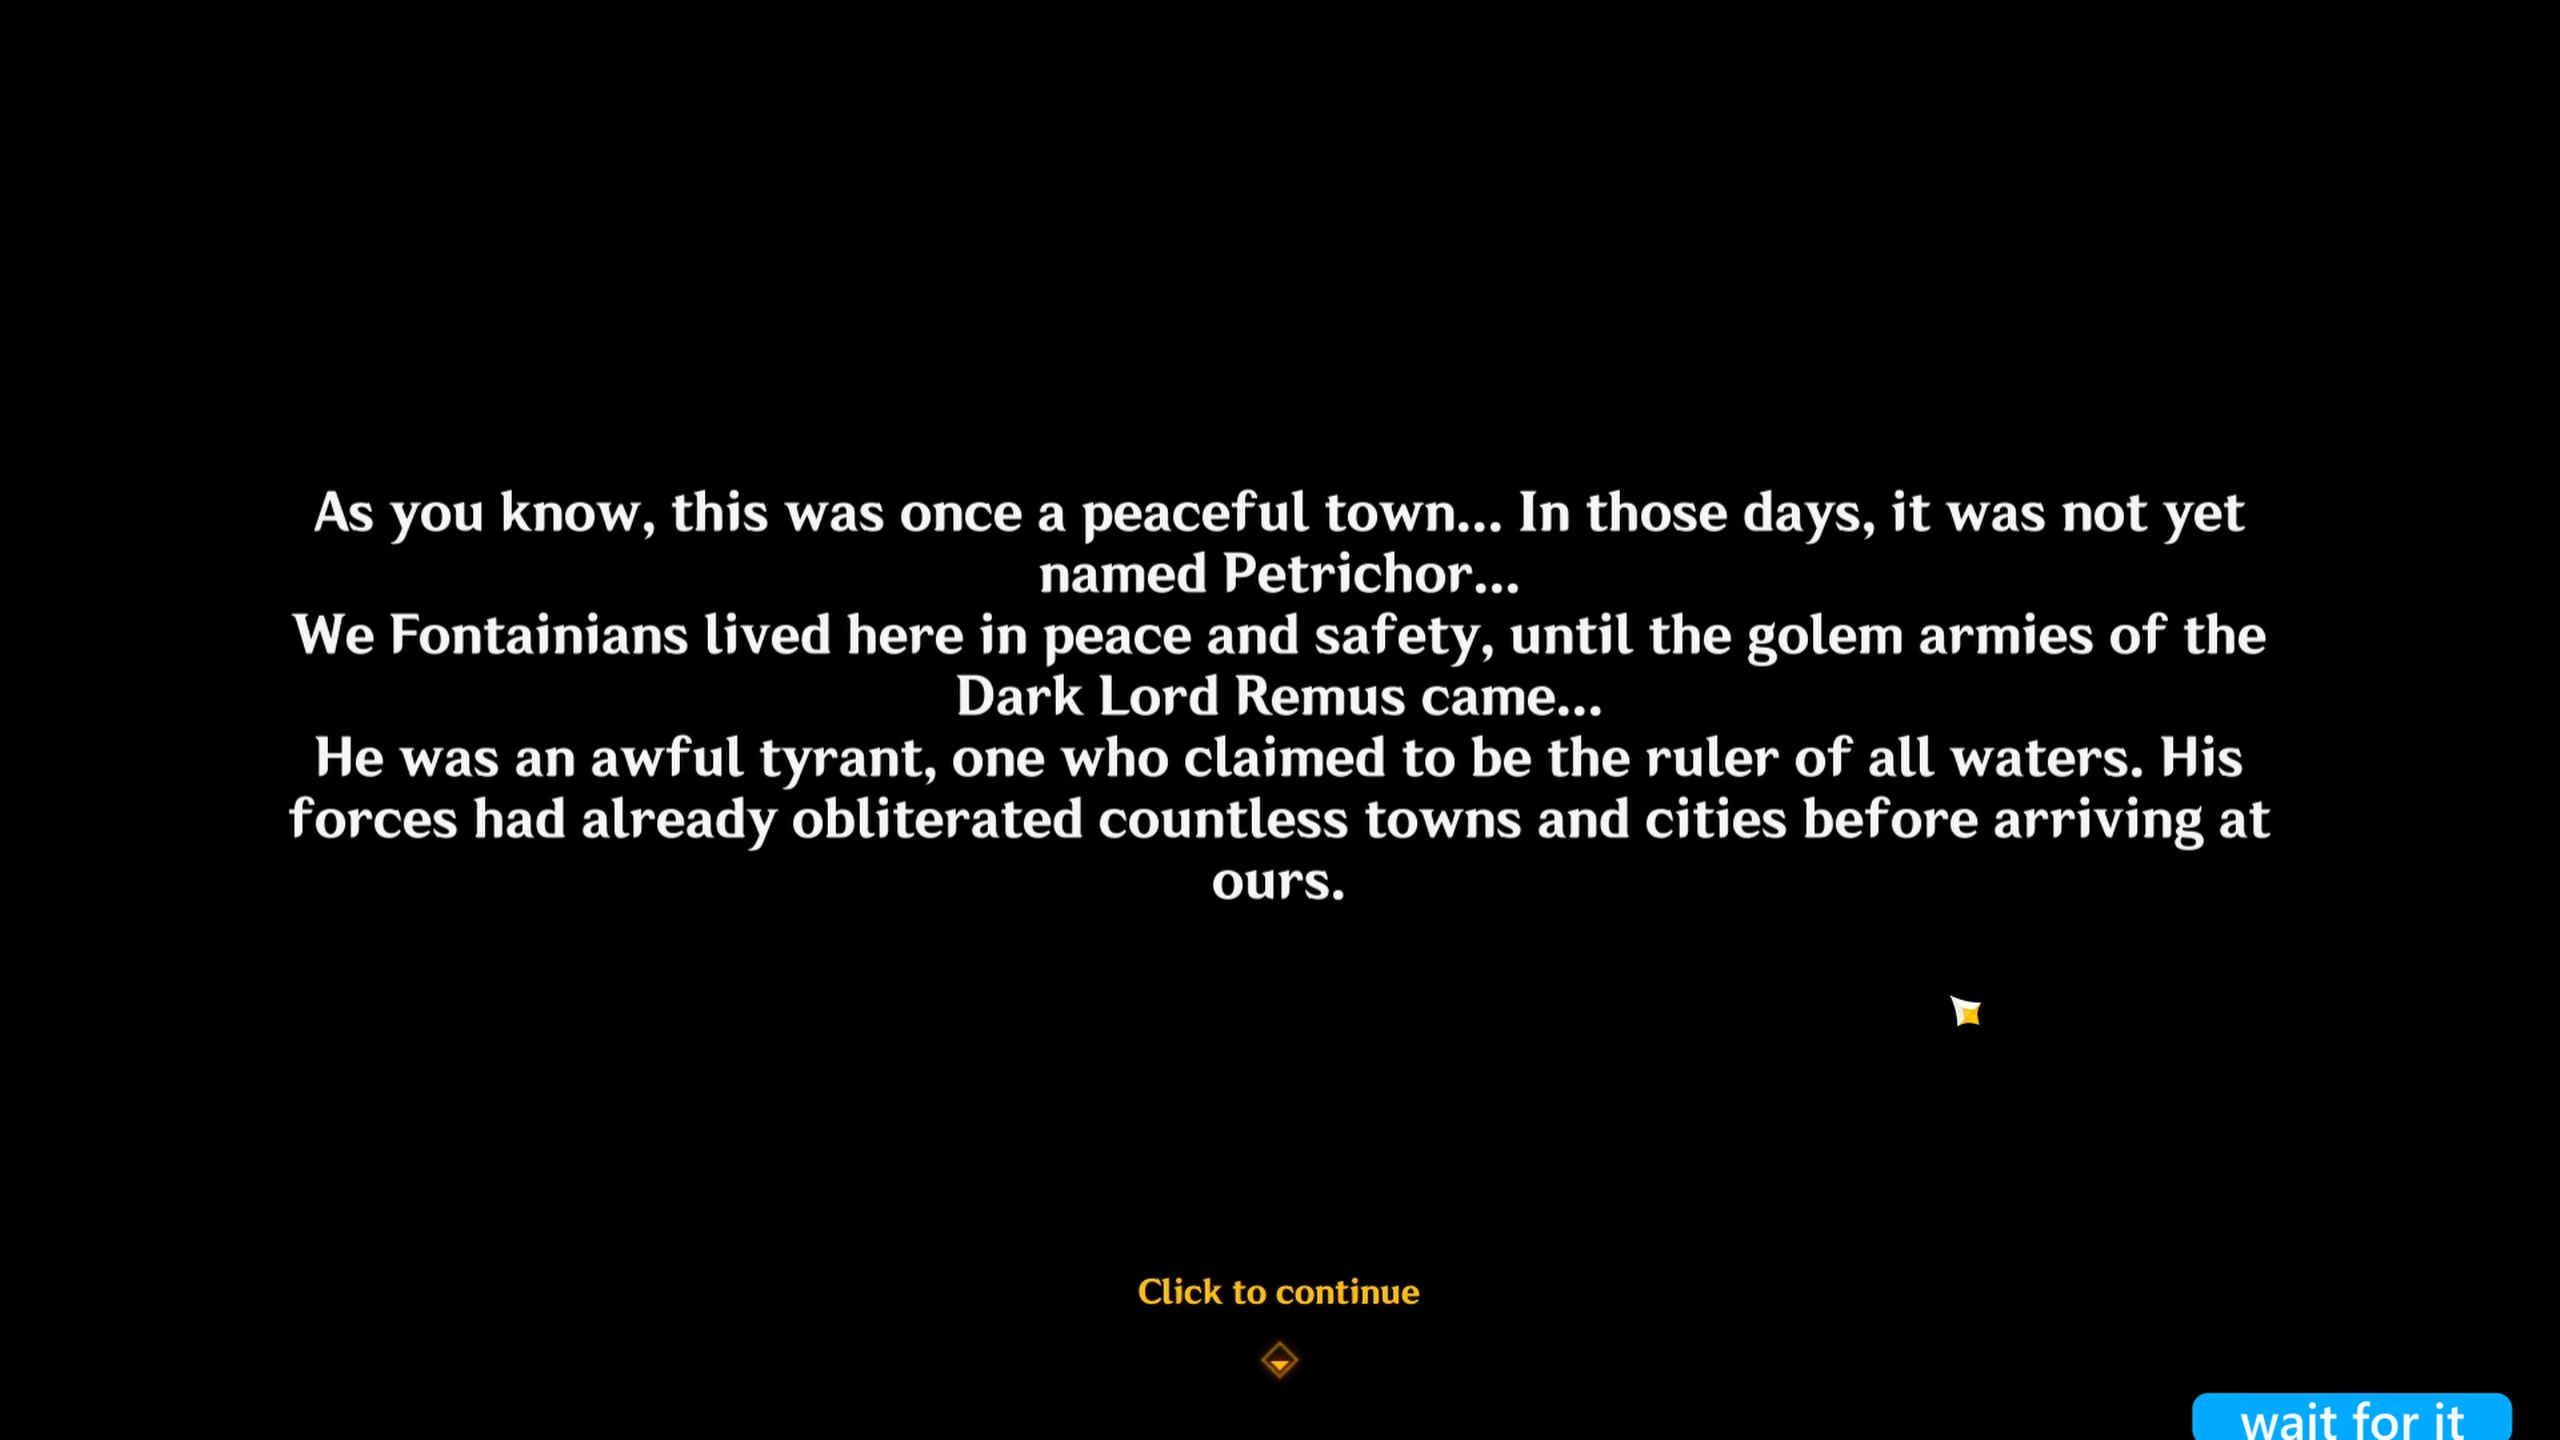 As you know, this was once a peaceful town... In those days, it was not yet
named Petrichor...
We Fontainians lived here in peace and safety, until the golem armies of the
Dark Lord Remus came...
He was an awful tyrant, one who claimed to be the ruler of all waters. His
forces had already obliterated countless towns and cities before arriving at
ours.
Click to continue
wait for it